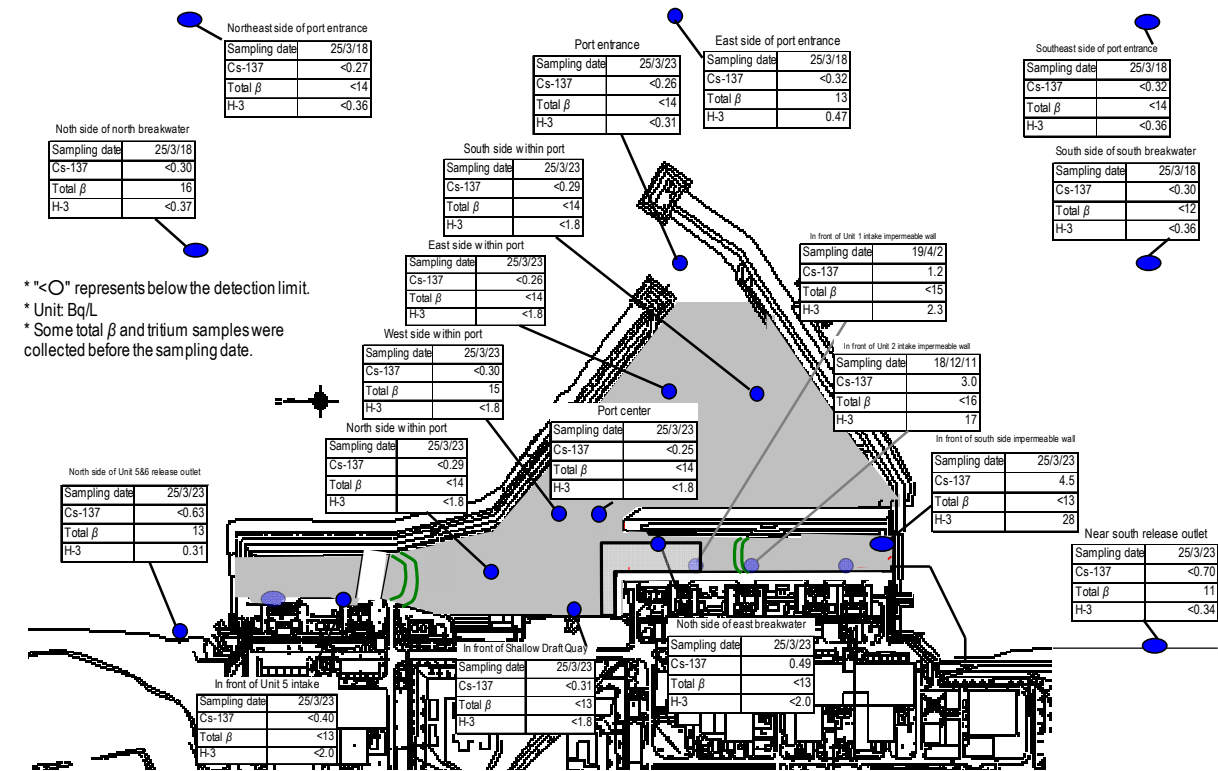 Northeast side of port entrance
Sampling date 25/3/18
Cs-137 <0.27
Total β <14
H-3 <0.36
Port entrance
Sampling date 25/3/23
Cs-137 <0.26
Total β <14
H-3 <0.31
East side of port entrance
Sampling date 25/3/18
Cs-137 <0.32
Total β 13
H-3 0.47
Southeast side of port entrance
Sampling date 25/3/18
Cs-137 <0.32
Total β <14
H-3 <0.36
Noth side of north breakwater
Sampling date 25/3/18
Cs-137 <0.30
Total β 16
H-3 <0.37
South side within port
Sampling date 25/3/23
Cs-137 <0.29
Total β <14
H-3 <1.8
South side of south breakwater
Sampling date 25/3/18
Cs-137 <0.30
Total β <12
H-3 <0.36
East side within port
Sampling date 25/3/23
Cs-137 <0.26
Total β <14
H-3 <1.8
In front of Unit 1 intake impermeable wall
Sampling date 19/4/2
Cs-137 1.2
Total β <15
H-3 2.3
* "<○" represents below the detection limit.
* Unit: Bq/L
* Some total β and tritium samples were
collected before the sampling date.
West side within port
Sampling date 25/3/23
Cs-137 <0.30
Total β 15
H-3 <1.8
In front of Unit 2 intake impermeable wall
Sampling date 18/12/11
Cs-137 3.0
Total β <16
H-3 17
Port center
Sampling date 25/3/23
Cs-137 <0.25
Total β <14
H-3 <1.8
North side within port
Sampling date 25/3/23
Cs-137 <0.29
Total β <14
H-3 <1.8
In front of south side impermeable wall
Sampling date 25/3/23
Cs-137 4.5
Total β <13
H-3 28
North side of Unit 5&6 release outlet
Sampling date 25/3/23
Cs-137 <0.63
Total β 13
H-3 0.31
Near south release outlet
Sampling date 25/3/23
Cs-137 <0.70
Total β 11
H-3 <0.34
Noth side of east breakwater
Sampling date 25/3/23
Cs-137 0.49
Total β <13
H-3 <2.0
In front of Shallow Draft Quay
Sampling date 25/3/23
Cs-137 <0.31
Total β <13
H-3 <1.8
In front of Unit 5 intake
Sampling date 25/3/23
Cs-137 <0.40
Total β <13
H-3 <2.0